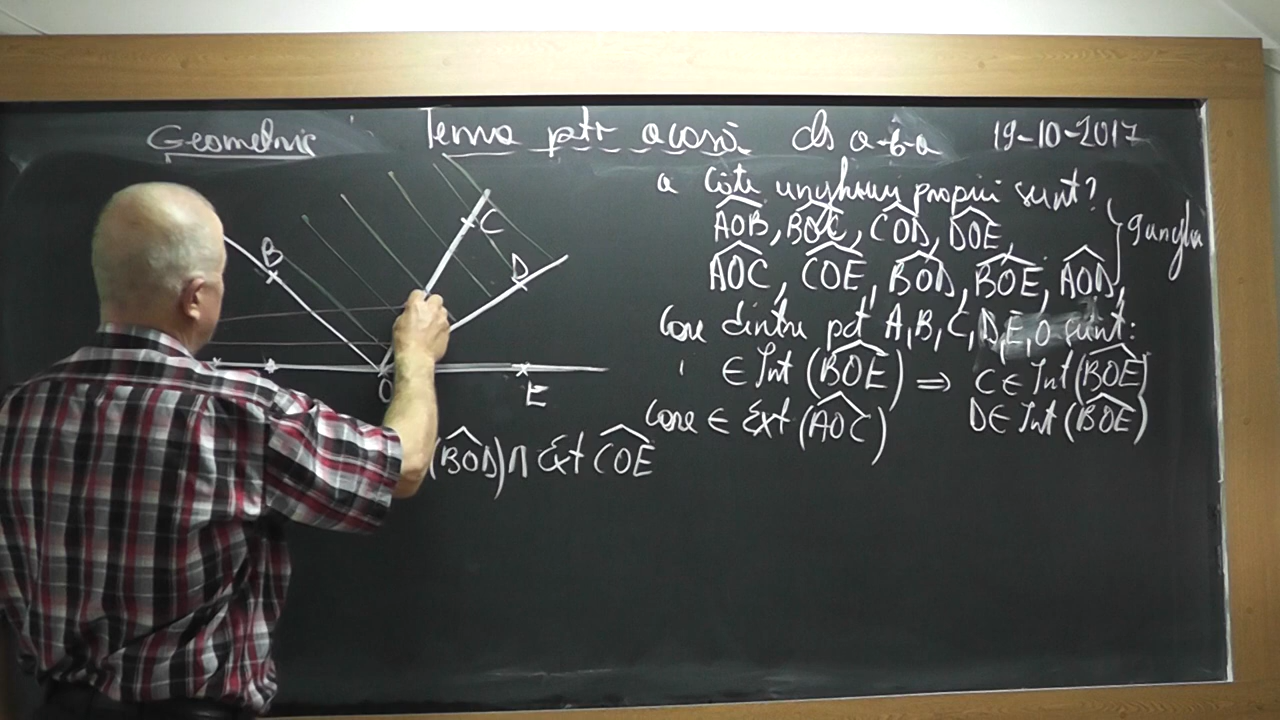 Geometrie Tema ptr acasă cls a-6-a 19-10-2017
a Câte unghiuri proprii sunt?
AOB, BOC, COD, DOE,
9 unghiuri
AOC, COE, BOD, BOE, AOD,
Care dintre pct A, B, C, D, E, O sunt:
∈ Int (BOE) ⇒ C ∈ Int (BOE)
D ∈ Int (BOE)
Care ∈ Ext (AOC)
(BOD) ∩ Ext COE
B
C
D
O
E